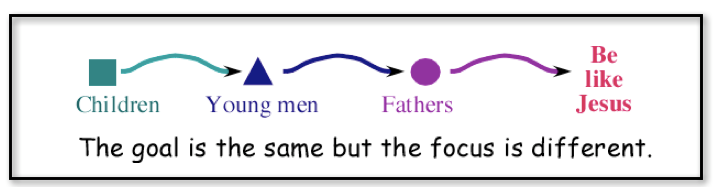 Children
Young men
Fathers
Be
like
Jesus
The goal is the same but the focus is different.